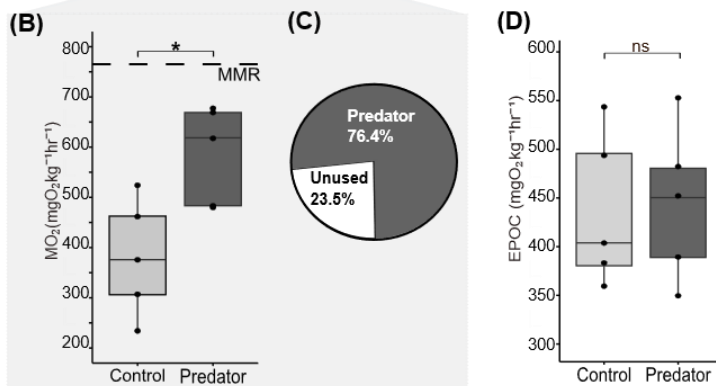 (B)
MO₂(mgO₂kg⁻¹hr⁻¹)
800
700
600
500
400
300
200
*
MMR
Control Predator
(C)
Predator
76.4%
Unused
23.5%
(D)
EPOC (mgO₂kg⁻¹hr⁻¹)
600
550
500
450
400
350
300
ns
Control Predator